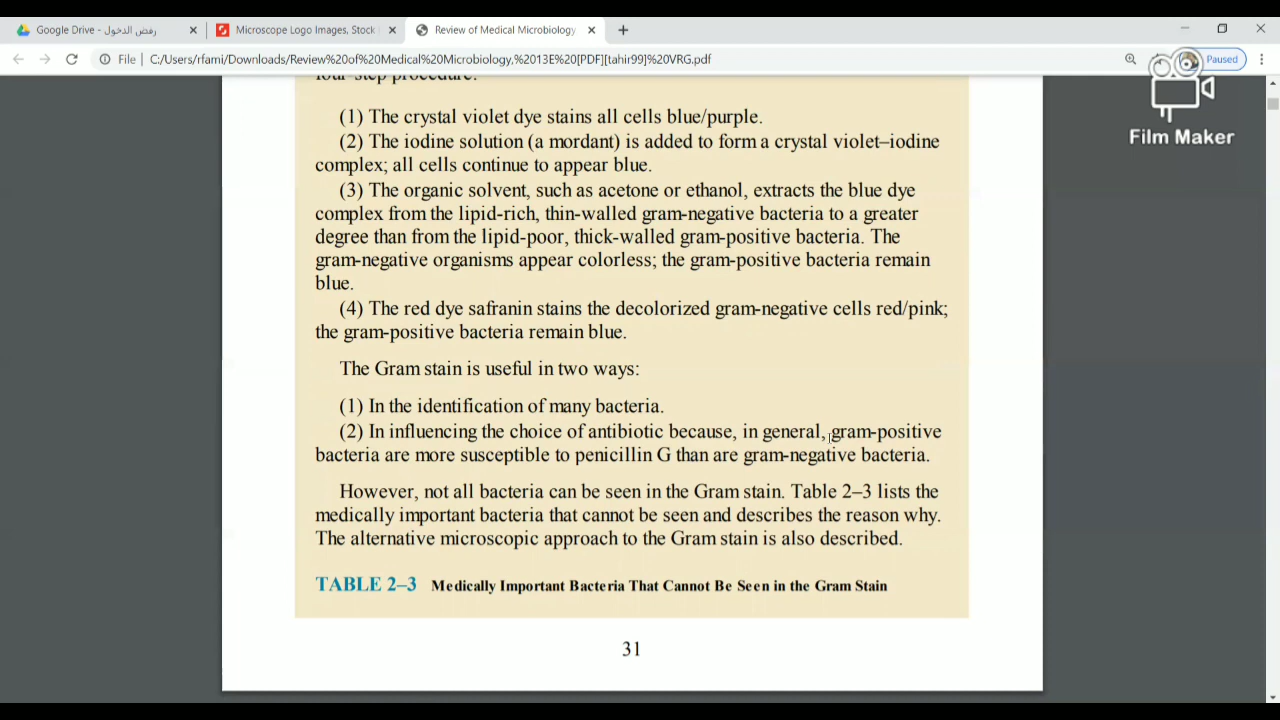 Google Drive - رفض الدخول
Microscope Logo Images, Stock
Review of Medical Microbiology
File
C:/Users/rfami/Downloads/Review%20of%20Medical%20Microbiology,%2013E%20[PDF][tahir99]%20VRG.pdf
Paused
Film Maker
four-step procedure:
(1) The crystal violet dye stains all cells blue/purple.
(2) The iodine solution (a mordant) is added to form a crystal violet–iodine
complex; all cells continue to appear blue.
(3) The organic solvent, such as acetone or ethanol, extracts the blue dye
complex from the lipid-rich, thin-walled gram-negative bacteria to a greater
degree than from the lipid-poor, thick-walled gram-positive bacteria. The
gram-negative organisms appear colorless; the gram-positive bacteria remain
blue.
(4) The red dye safranin stains the decolorized gram-negative cells red/pink;
the gram-positive bacteria remain blue.
The Gram stain is useful in two ways:
(1) In the identification of many bacteria.
(2) In influencing the choice of antibiotic because, in general, gram-positive
bacteria are more susceptible to penicillin G than are gram-negative bacteria.
However, not all bacteria can be seen in the Gram stain. Table 2–3 lists the
medically important bacteria that cannot be seen and describes the reason why.
The alternative microscopic approach to the Gram stain is also described.
TABLE 2–3 Medically Important Bacteria That Cannot Be Seen in the Gram Stain
31